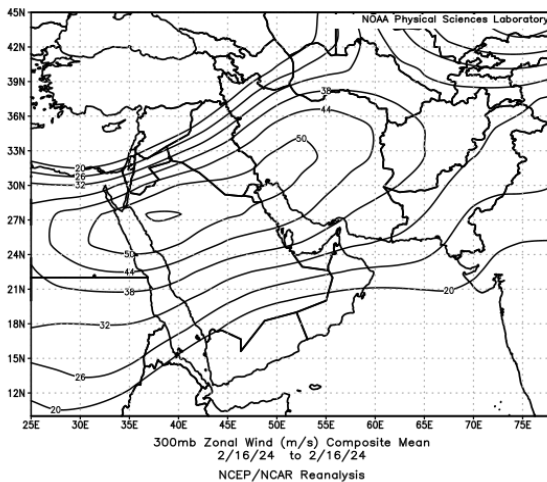 NOAA Physical Sciences Laboratory
45N
42N
39N
36N
33N
30N
27N
24N
21N
18N
15N
12N
38
44
50
20
26
32
50
44
38
20
32
26
20
25E 30E 35E 40E 45E 50E 55E 60E 65E 70E 75E
300mb Zonal Wind (m/s) Composite Mean
2/16/24 to 2/16/24
NCEP/NCAR Reanalysis